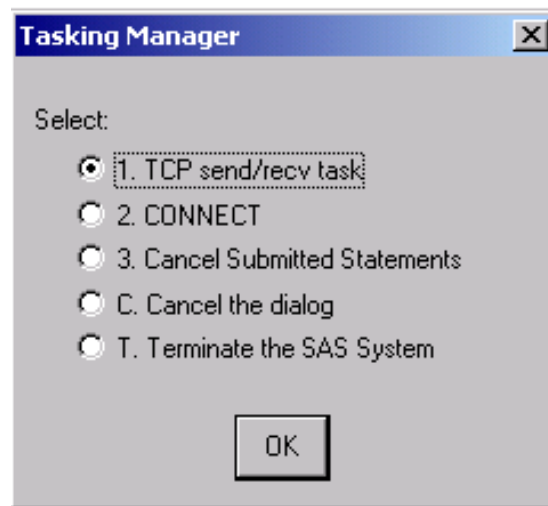 Tasking Manager
Select:
1. TCP send/recv task
2. CONNECT
3. Cancel Submitted Statements
C. Cancel the dialog
T. Terminate the SAS System
OK